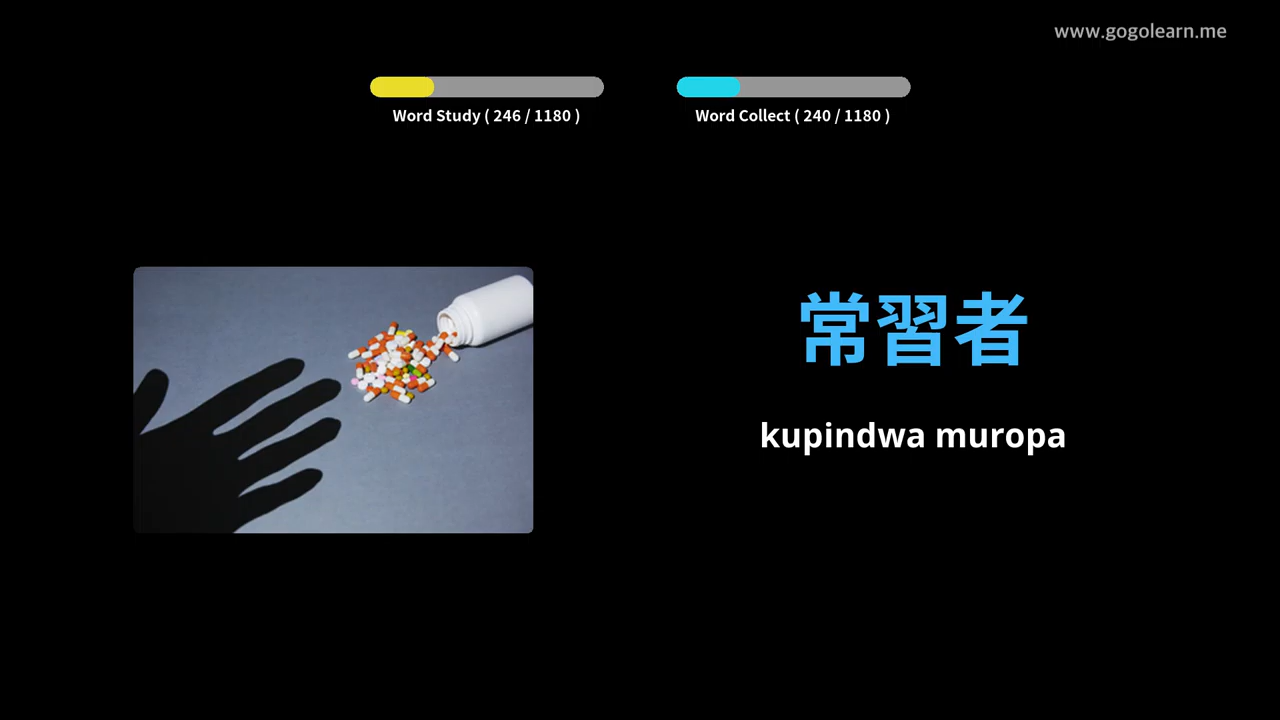 www.gogolearn.me
Word Study ( 246 / 1180 )
Word Collect ( 240 / 1180 )
常習者
kupindwa muropa